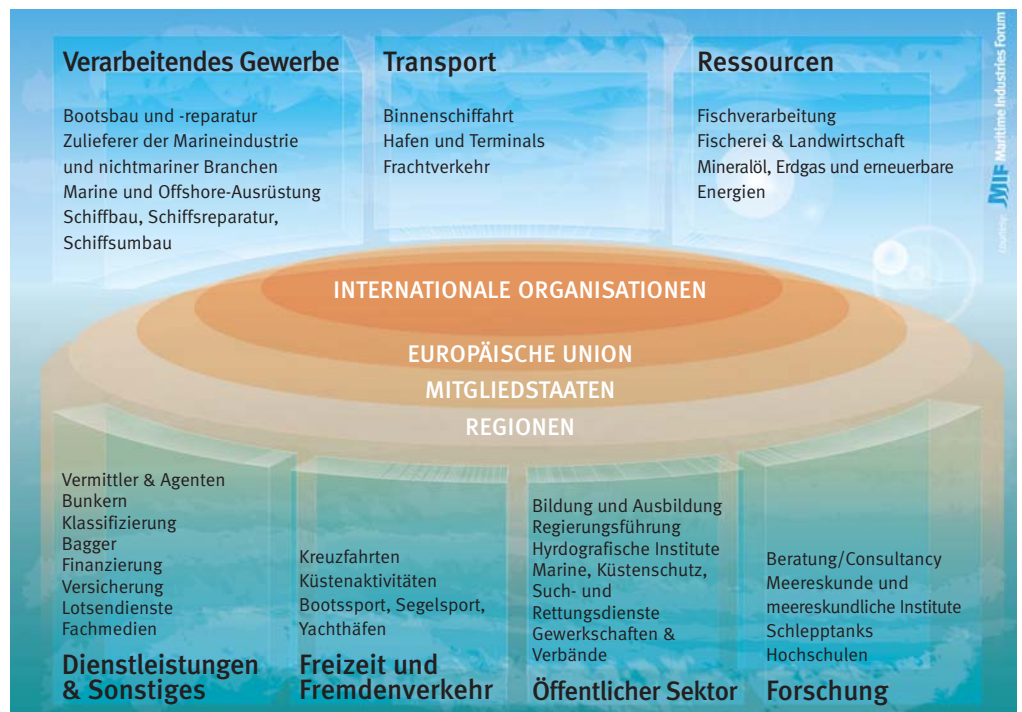 Verarbeitendes Gewerbe
Bootsbau und -reparatur
Zulieferer der Marineindustrie
und nichtmariner Branchen
Marine und Offshore-Ausrüstung
Schiffbau, Schiffsreparatur,
Schiffsumbau
Transport
Binnenschiffahrt
Hafen und Terminals
Frachtverkehr
Ressourcen
Fischverarbeitung
Fischerei & Landwirtschaft
Mineralöl, Erdgas und erneuerbare
Energien
courtesy: MIF Maritime Industries Forum
INTERNATIONALE ORGANISATIONEN
EUROPÄISCHE UNION
MITGLIEDSTAATEN
REGIONEN
Vermittler & Agenten
Bunkern
Klassifizierung
Bagger
Finanzierung
Versicherung
Lotsendienste
Fachmedien
Dienstleistungen
& Sonstiges
Kreuzfahrten
Küstenaktivitäten
Bootssport, Segelsport,
Yachthäfen
Freizeit und
Fremdenverkehr
Bildung und Ausbildung
Regierungsführung
Hyrdografische Institute
Marine, Küstenschutz,
Such- und
Rettungsdienste
Gewerkschaften &
Verbände
Öffentlicher Sektor
Beratung/Consultancy
Meereskunde und
meereskundliche Institute
Schlepptanks
Hochschulen
Forschung